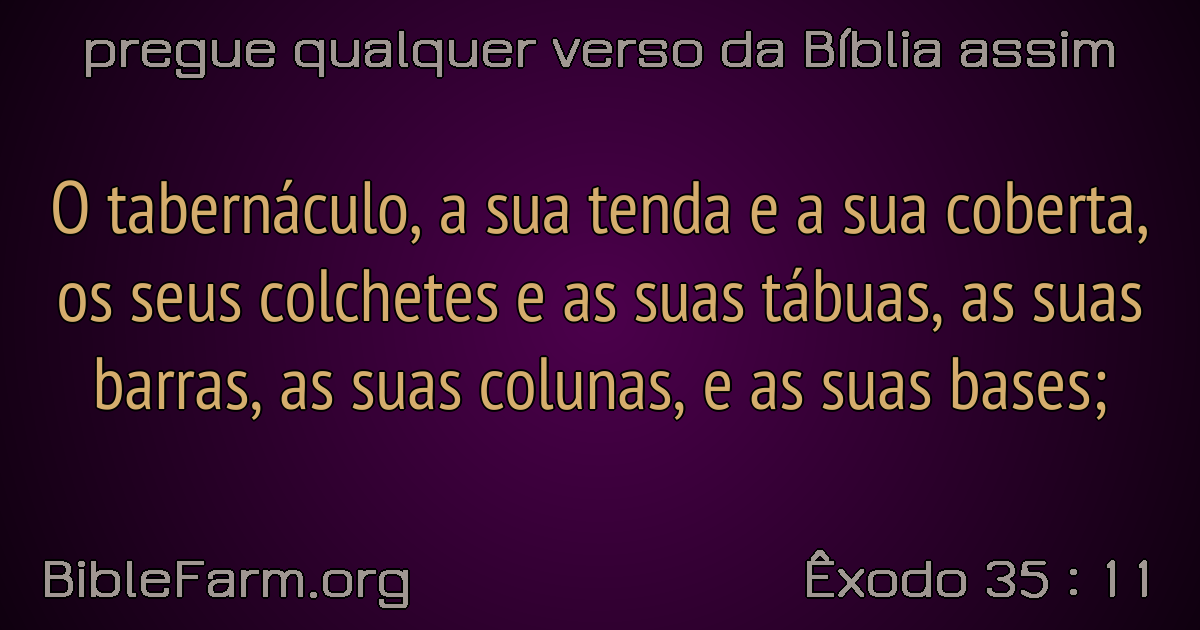 pregue qualquer verso da Bíblia assim
O tabernáculo, a sua tenda e a sua coberta,
os seus colchetes e as suas tábuas, as suas
barras, as suas colunas, e as suas bases;
BibleFarm.org
Êxodo 35 : 11